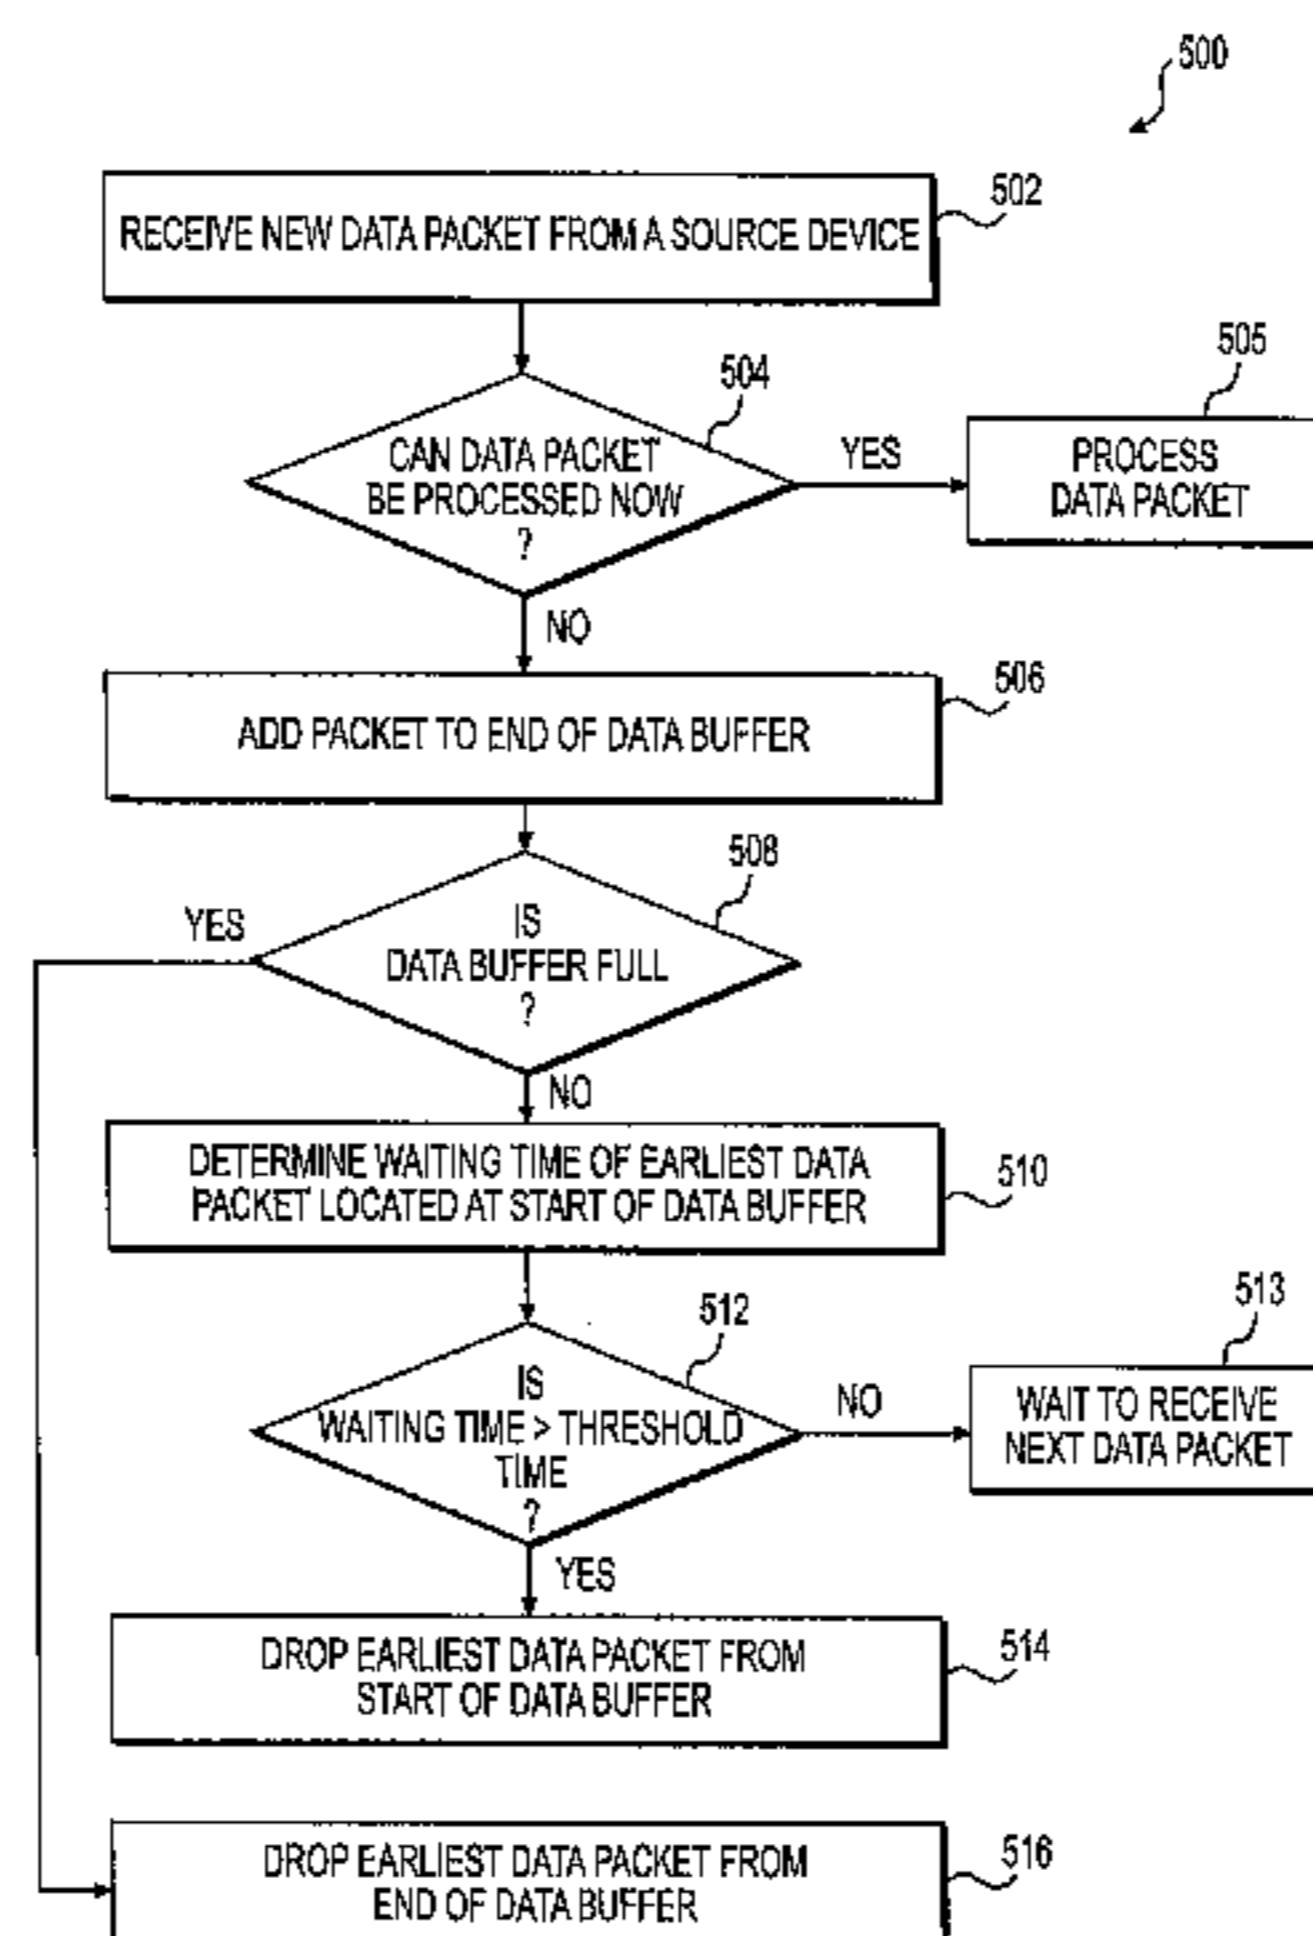 500
RECEIVE NEW DATA PACKET FROM A SOURCE DEVICE
502
504
CAN DATA PACKET
BE PROCESSED NOW
?
YES
505
PROCESS
DATA PACKET
NO
ADD PACKET TO END OF DATA BUFFER
506
508
YES
IS
DATA BUFFER FULL
?
NO
DETERMINE WAITING TIME OF EARLIEST DATA
PACKET LOCATED AT START OF DATA BUFFER
510
512
IS
WAITING TIME > THRESHOLD
TIME
?
NO
513
WAIT TO RECEIVE
NEXT DATA PACKET
YES
DROP EARLIEST DATA PACKET FROM
START OF DATA BUFFER
514
DROP EARLIEST DATA PACKET FROM
END OF DATA BUFFER
516